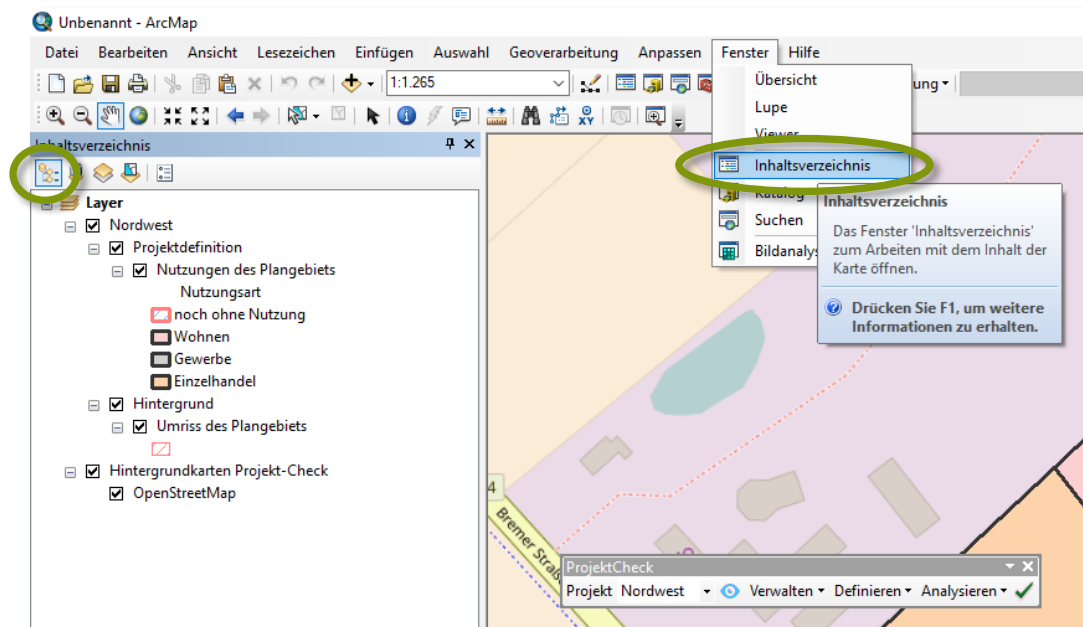 Unbenannt - ArcMap
Datei Bearbeiten Ansicht Lesezeichen Einfügen Auswahl Geoverarbeitung Anpassen Fenster Hilfe
1:1.265
ung
Übersicht
Lupe
Viewer
Inhaltsverzeichnis
Katalog
Suchen
Bildanalys
Inhaltsverzeichnis
Das Fenster 'Inhaltsverzeichnis'
zum Arbeiten mit dem Inhalt der
Karte öffnen.
Drücken Sie F1, um weitere
Informationen zu erhalten.
Inhaltsverzeichnis
Layer
Nordwest
Projektdefinition
Nutzungen des Plangebiets
Nutzungsart
noch ohne Nutzung
Wohnen
Gewerbe
Einzelhandel
Hintergrund
Umriss des Plangebiets
Hintergrundkarten Projekt-Check
OpenStreetMap
4
Bremer Straß
ProjektCheck
Projekt Nordwest Verwalten Definieren Analysieren